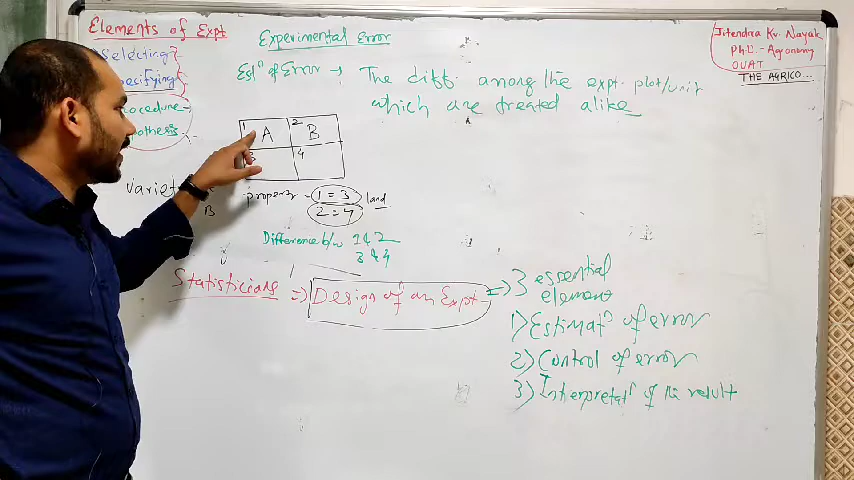 Elements of Expt
Selecting
pecifying
ocedure
pothesis
Experimental Error
Estⁿ of Error → The diff. among the expt. plot/unit
which are treated alike
Jitendra Kr. Nayak
Ph.D.- Agronomy
OUAT
THE AGRICO...
1 A 2 B
3 4
Variet
B
property - 1 = 3 land
2 = 4
Difference b/w 1 & 2
3 & 4
Statisticians => Design of an Expt. => 3 essential
element
1) Estimatⁿ of error
2) Control of error
3) Interpretatⁿ of the result